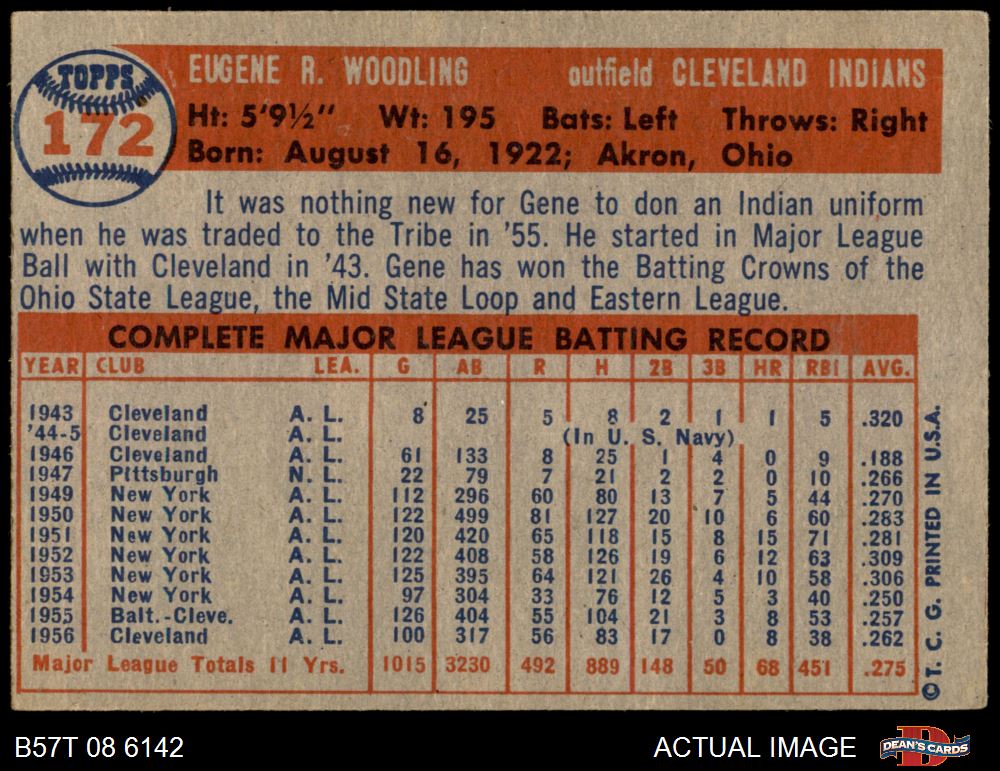 TOPPS
172
EUGENE R. WOODLING outfield CLEVELAND INDIANS
Ht: 5'9½" Wt: 195 Bats: Left Throws: Right
Born: August 16, 1922; Akron, Ohio
It was nothing new for Gene to don an Indian uniform
when he was traded to the Tribe in '55. He started in Major League
Ball with Cleveland in '43. Gene has won the Batting Crowns of the
Ohio State League, the Mid State Loop and Eastern League.
COMPLETE MAJOR LEAGUE BATTING RECORD
YEAR CLUB LEA. G AB R H 2B 3B HR RBI AVG.
1943 Cleveland A. L. 8 25 5 8 2 1 1 5 .320
'44-5 Cleveland A. L. (In U. S. Navy)
1946 Cleveland A. L. 61 133 8 25 1 4 0 9 .188
1947 Pittsburgh N. L. 22 79 7 21 2 2 0 10 .266
1949 New York A. L. 112 296 60 80 13 7 5 44 .270
1950 New York A. L. 122 499 81 127 20 10 6 60 .283
1951 New York A. L. 120 420 65 118 15 8 15 71 .281
1952 New York A. L. 122 408 58 126 19 6 12 63 .309
1953 New York A. L. 125 395 64 121 26 4 10 58 .306
1954 New York A. L. 97 304 33 76 12 5 3 40 .250
1955 Balt.-Cleve. A. L. 126 404 55 104 21 3 8 53 .257
1956 Cleveland A. L. 100 317 56 83 17 0 8 38 .262
Major League Totals 11 Yrs. 1015 3230 492 889 148 50 68 451 .275
©T. C. G. PRINTED IN U.S.A.
B57T 08 6142 ACTUAL IMAGE DEAN'S CARDS